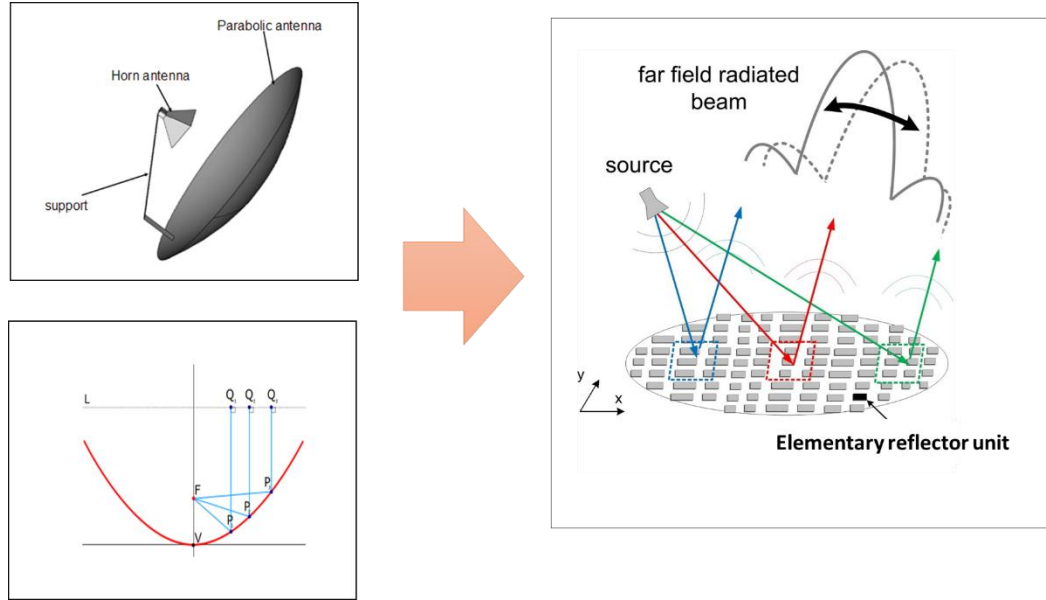 Parabolic antenna
Horn antenna
support
L
Q₁ Q₂ Q₃
F
P₃
P₂
P₁
V
far field radiated
beam
source
y
x
Elementary reflector unit